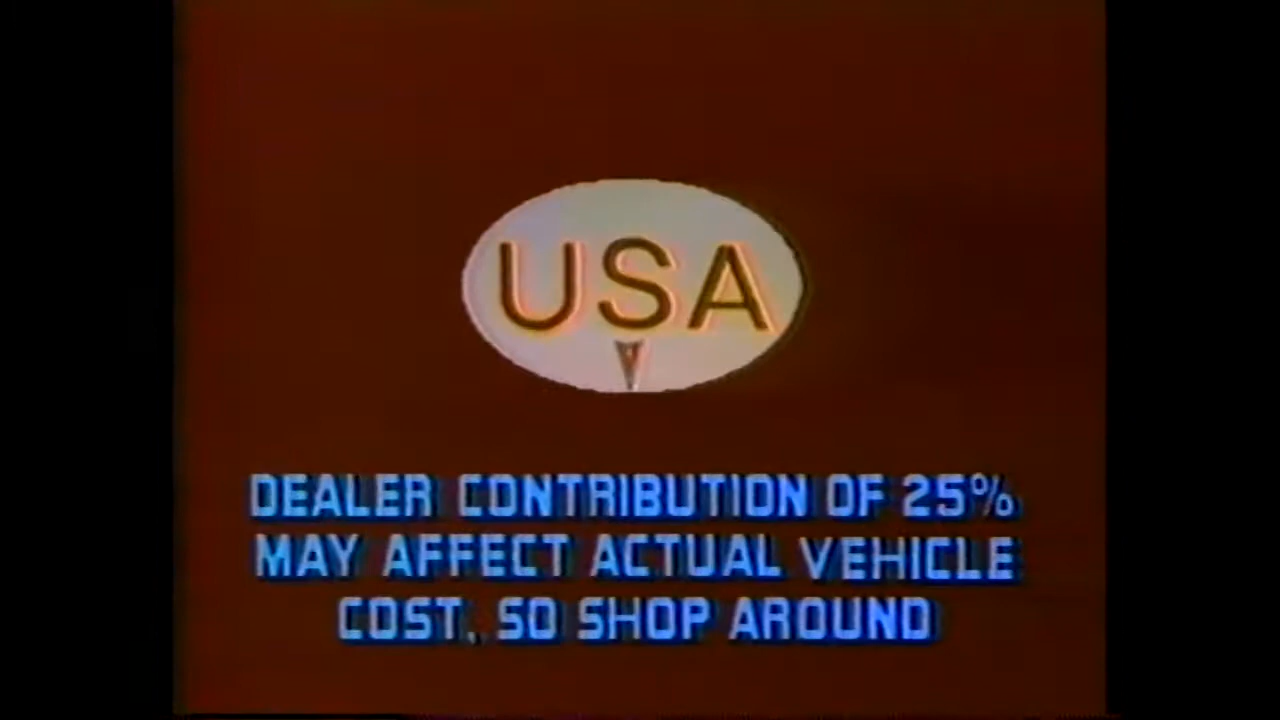 USA
DEALER CONTRIBUTION OF 25%
MAY AFFECT ACTUAL VEHICLE
COST, SO SHOP AROUND